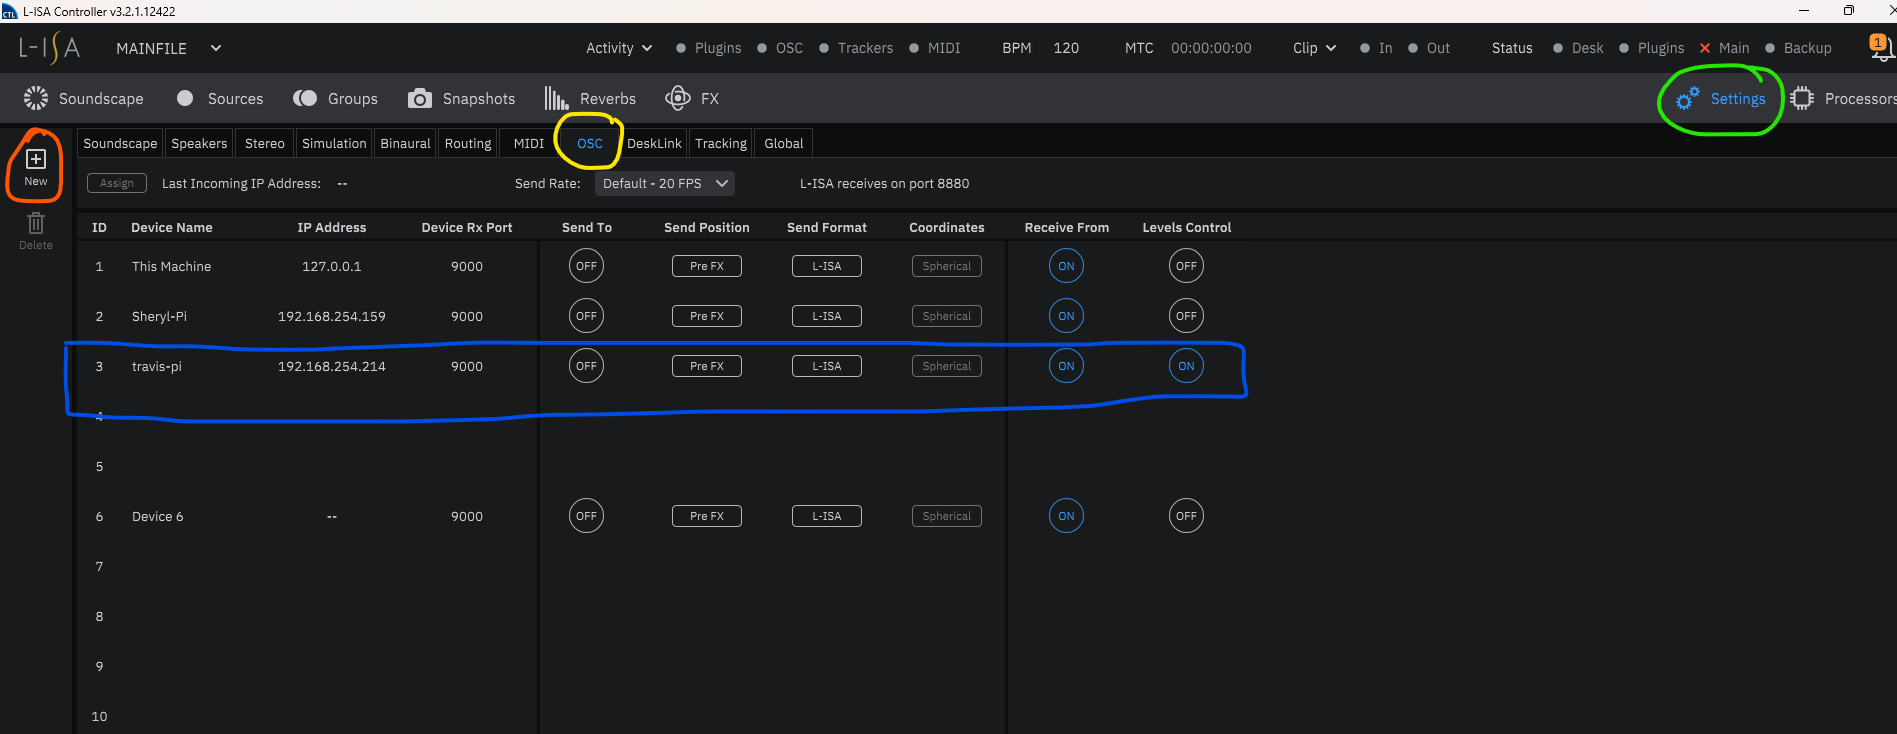 CTL L-ISA Controller v3.2.1.12422
L-ISA MAINFILE Activity Plugins OSC Trackers MIDI BPM 120 MTC 00:00:00:00 Clip In Out Status Desk Plugins Main Backup 1
Soundscape Sources Groups Snapshots Reverbs FX Settings Processors
New
Delete
Soundscape Speakers Stereo Simulation Binaural Routing MIDI OSC DeskLink Tracking Global
Assign Last Incoming IP Address: -- Send Rate: Default - 20 FPS L-ISA receives on port 8880
ID Device Name IP Address Device Rx Port Send To Send Position Send Format Coordinates Receive From Levels Control
1 This Machine 127.0.0.1 9000 OFF Pre FX L-ISA Spherical ON OFF
2 Sheryl-Pi 192.168.254.159 9000 OFF Pre FX L-ISA Spherical ON OFF
3 travis-pi 192.168.254.214 9000 OFF Pre FX L-ISA Spherical ON ON
4
5
6 Device 6 -- 9000 OFF Pre FX L-ISA Spherical ON OFF
7
8
9
10